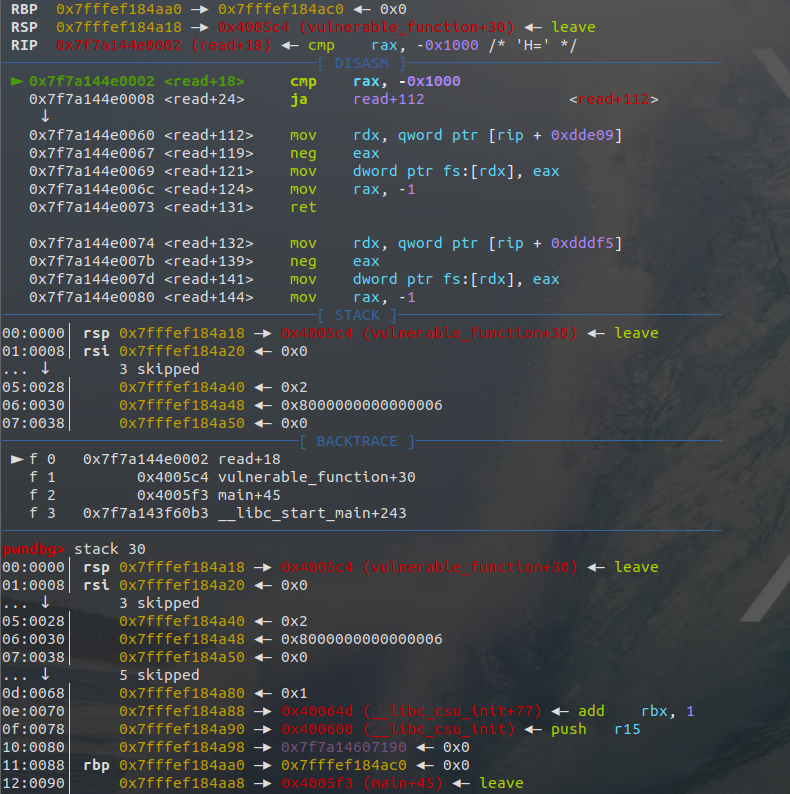 RBP 0x7fffef184aa0 —▸ 0x7fffef184ac0 ◂— 0x0
RSP 0x7fffef184a18 —▸ 0x4005c4 (vulnerable_function+30) ◂— leave
RIP 0x7f7a144e0002 (read+18) ◂— cmp rax, -0x1000 /* 'H=' */
[ DISASM ]
► 0x7f7a144e0002 <read+18> cmp rax, -0x1000
0x7f7a144e0008 <read+24> ja read+112 <read+112>
↓
0x7f7a144e0060 <read+112> mov rdx, qword ptr [rip + 0xdde09]
0x7f7a144e0067 <read+119> neg eax
0x7f7a144e0069 <read+121> mov dword ptr fs:[rdx], eax
0x7f7a144e006c <read+124> mov rax, -1
0x7f7a144e0073 <read+131> ret
0x7f7a144e0074 <read+132> mov rdx, qword ptr [rip + 0xdddf5]
0x7f7a144e007b <read+139> neg eax
0x7f7a144e007d <read+141> mov dword ptr fs:[rdx], eax
0x7f7a144e0080 <read+144> mov rax, -1
[ STACK ]
00:0000│ rsp 0x7fffef184a18 —▸ 0x4005c4 (vulnerable_function+30) ◂— leave
01:0008│ rsi 0x7fffef184a20 ◂— 0x0
... ↓ 3 skipped
05:0028│ 0x7fffef184a40 ◂— 0x2
06:0030│ 0x7fffef184a48 ◂— 0x8000000000000006
07:0038│ 0x7fffef184a50 ◂— 0x0
[ BACKTRACE ]
► f 0 0x7f7a144e0002 read+18
f 1 0x4005c4 vulnerable_function+30
f 2 0x4005f3 main+45
f 3 0x7f7a143f60b3 __libc_start_main+243
pwndbg> stack 30
00:0000│ rsp 0x7fffef184a18 —▸ 0x4005c4 (vulnerable_function+30) ◂— leave
01:0008│ rsi 0x7fffef184a20 ◂— 0x0
... ↓ 3 skipped
05:0028│ 0x7fffef184a40 ◂— 0x2
06:0030│ 0x7fffef184a48 ◂— 0x8000000000000006
07:0038│ 0x7fffef184a50 ◂— 0x0
... ↓ 5 skipped
0d:0068│ 0x7fffef184a80 ◂— 0x1
0e:0070│ 0x7fffef184a88 —▸ 0x40064d (__libc_csu_init+77) ◂— add rbx, 1
0f:0078│ 0x7fffef184a90 —▸ 0x400600 (__libc_csu_init) ◂— push r15
10:0080│ 0x7fffef184a98 —▸ 0x7f7a14607190 ◂— 0x0
11:0088│ rbp 0x7fffef184aa0 —▸ 0x7fffef184ac0 ◂— 0x0
12:0090│ 0x7fffef184aa8 —▸ 0x4005f3 (main+45) ◂— leave